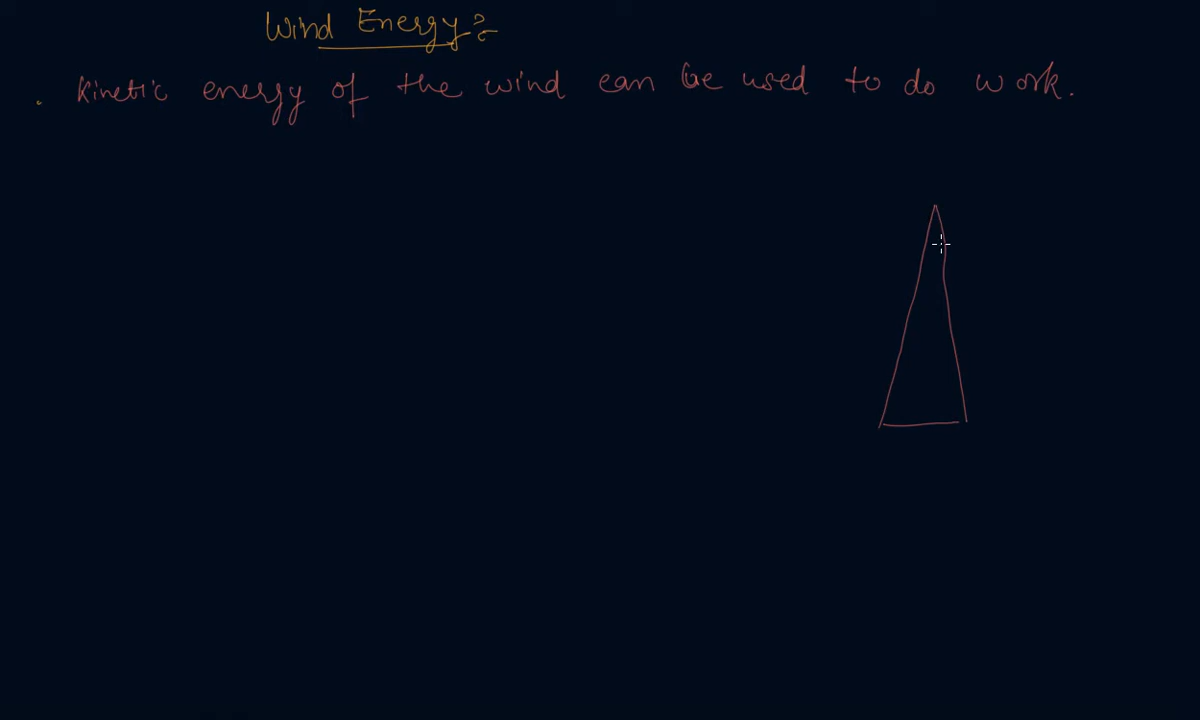 Wind Energy:-
. Kinetic energy of the wind can be used to do work.